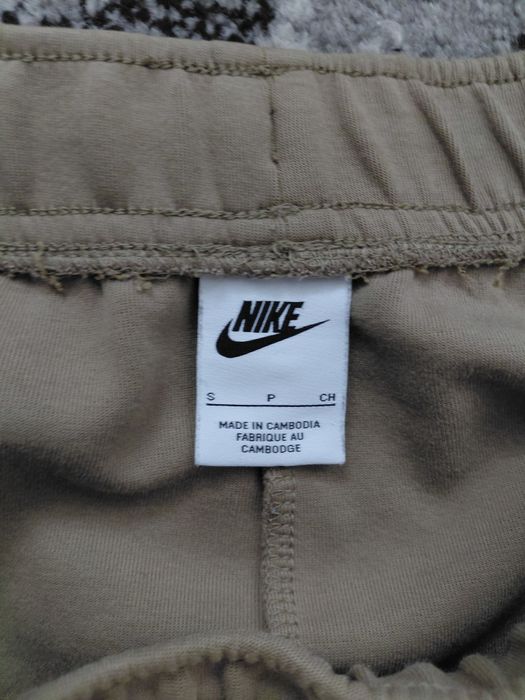 NIKE
S P CH
MADE IN CAMBODIA
FABRIQUE AU
CAMBODGE